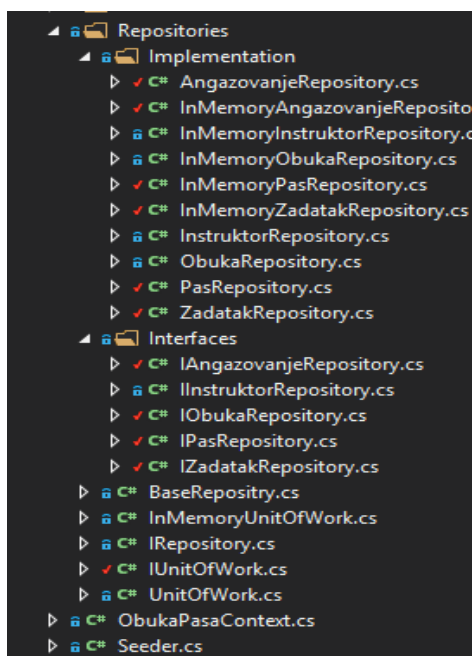 Repositories
Implementation
C# AngazovanjeRepository.cs
C# InMemoryAngazovanjeReposito
C# InMemoryInstruktorRepository.c
C# InMemoryObukaRepository.cs
C# InMemoryPasRepository.cs
C# InMemoryZadatakRepository.cs
C# InstruktorRepository.cs
C# ObukaRepository.cs
C# PasRepository.cs
C# ZadatakRepository.cs
Interfaces
C# IAngazovanjeRepository.cs
C# IInstruktorRepository.cs
C# IObukaRepository.cs
C# IPasRepository.cs
C# IZadatakRepository.cs
C# BaseRepositry.cs
C# InMemoryUnitOfWork.cs
C# IRepository.cs
C# IUnitOfWork.cs
C# UnitOfWork.cs
C# ObukaPasaContext.cs
C# Seeder.cs